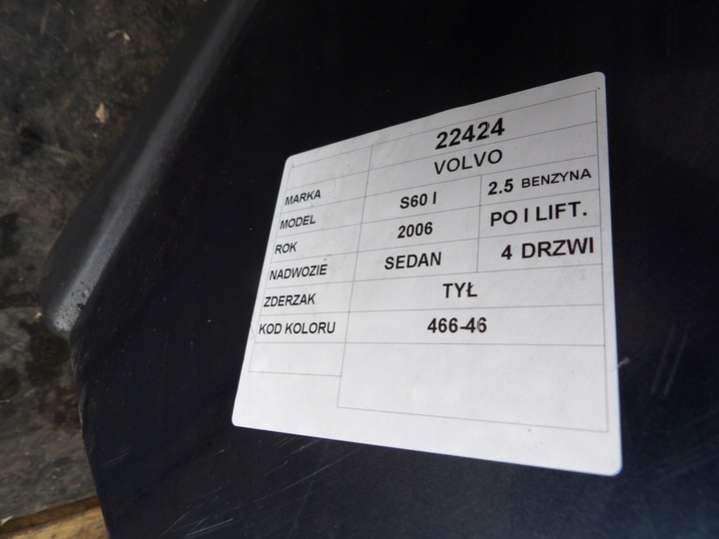 22424
MARKA VOLVO
MODEL S60 I 2.5 BENZYNA
ROK 2006 PO I LIFT.
NADWOZIE SEDAN 4 DRZWI
ZDERZAK TYŁ
KOD KOLORU 466-46